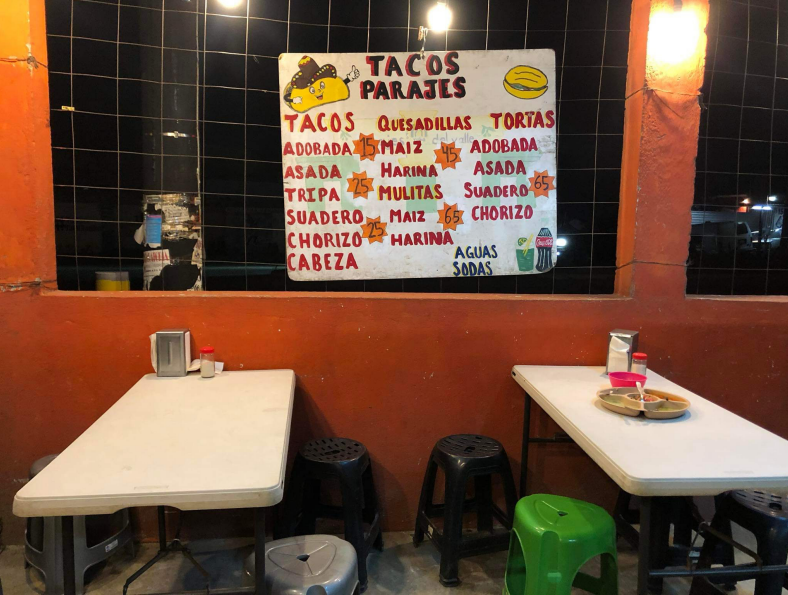 TACOS
PARAJES
TACOS QUESADILLAS TORTAS
ADOBADA 15 MAIZ 45 ADOBADA
ASADA HARINA ASADA
TRIPA 25 MULITAS SUADERO 65
SUADERO MAIZ 65 CHORIZO
CHORIZO 25 HARINA
CABEZA
AGUAS
SODAS